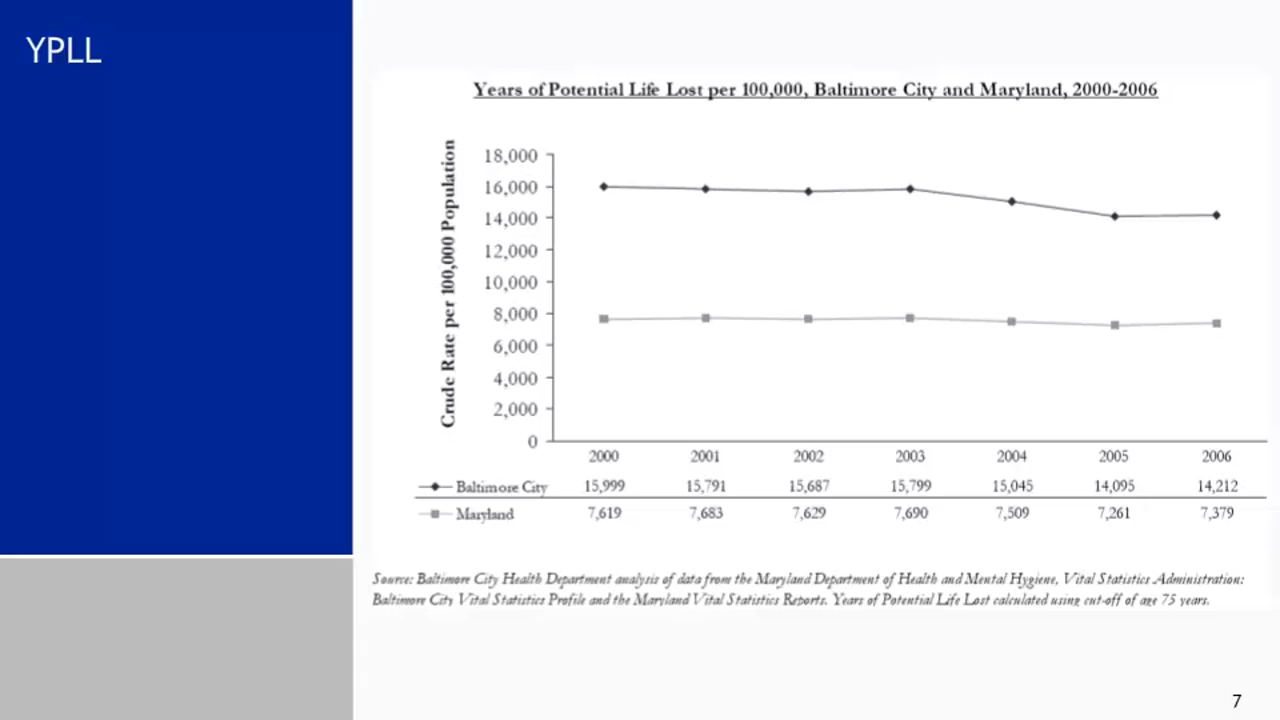 YPLL
Years of Potential Life Lost per 100,000, Baltimore City and Maryland, 2000-2006
Crude Rate per 100,000 Population
18,000
16,000
14,000
12,000
10,000
8,000
6,000
4,000
2,000
0
2000 2001 2002 2003 2004 2005 2006
Baltimore City 15,999 15,791 15,687 15,799 15,045 14,095 14,212
Maryland 7,619 7,683 7,629 7,690 7,509 7,261 7,379
Source: Baltimore City Health Department analysis of data from the Maryland Department of Health and Mental Hygiene, Vital Statistics Administration:
Baltimore City Vital Statistics Profile and the Maryland Vital Statistics Reports. Years of Potential Life Lost calculated using cut-off of age 75 years.
7